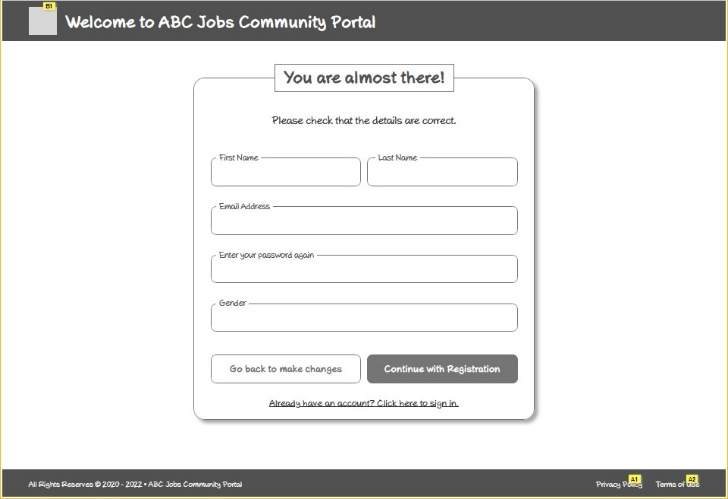 B1
Welcome to ABC Jobs Community Portal
You are almost there!
Please check that the details are correct.
First Name
Last Name
Email Address
Enter your password again
Gender
Go back to make changes
Continue with Registration
Already have an account? Click here to sign in.
All Rights Reserves © 2020 - 2022 • ABC Jobs Community Portal
A1
A2
Privacy Policy
Terms of Use